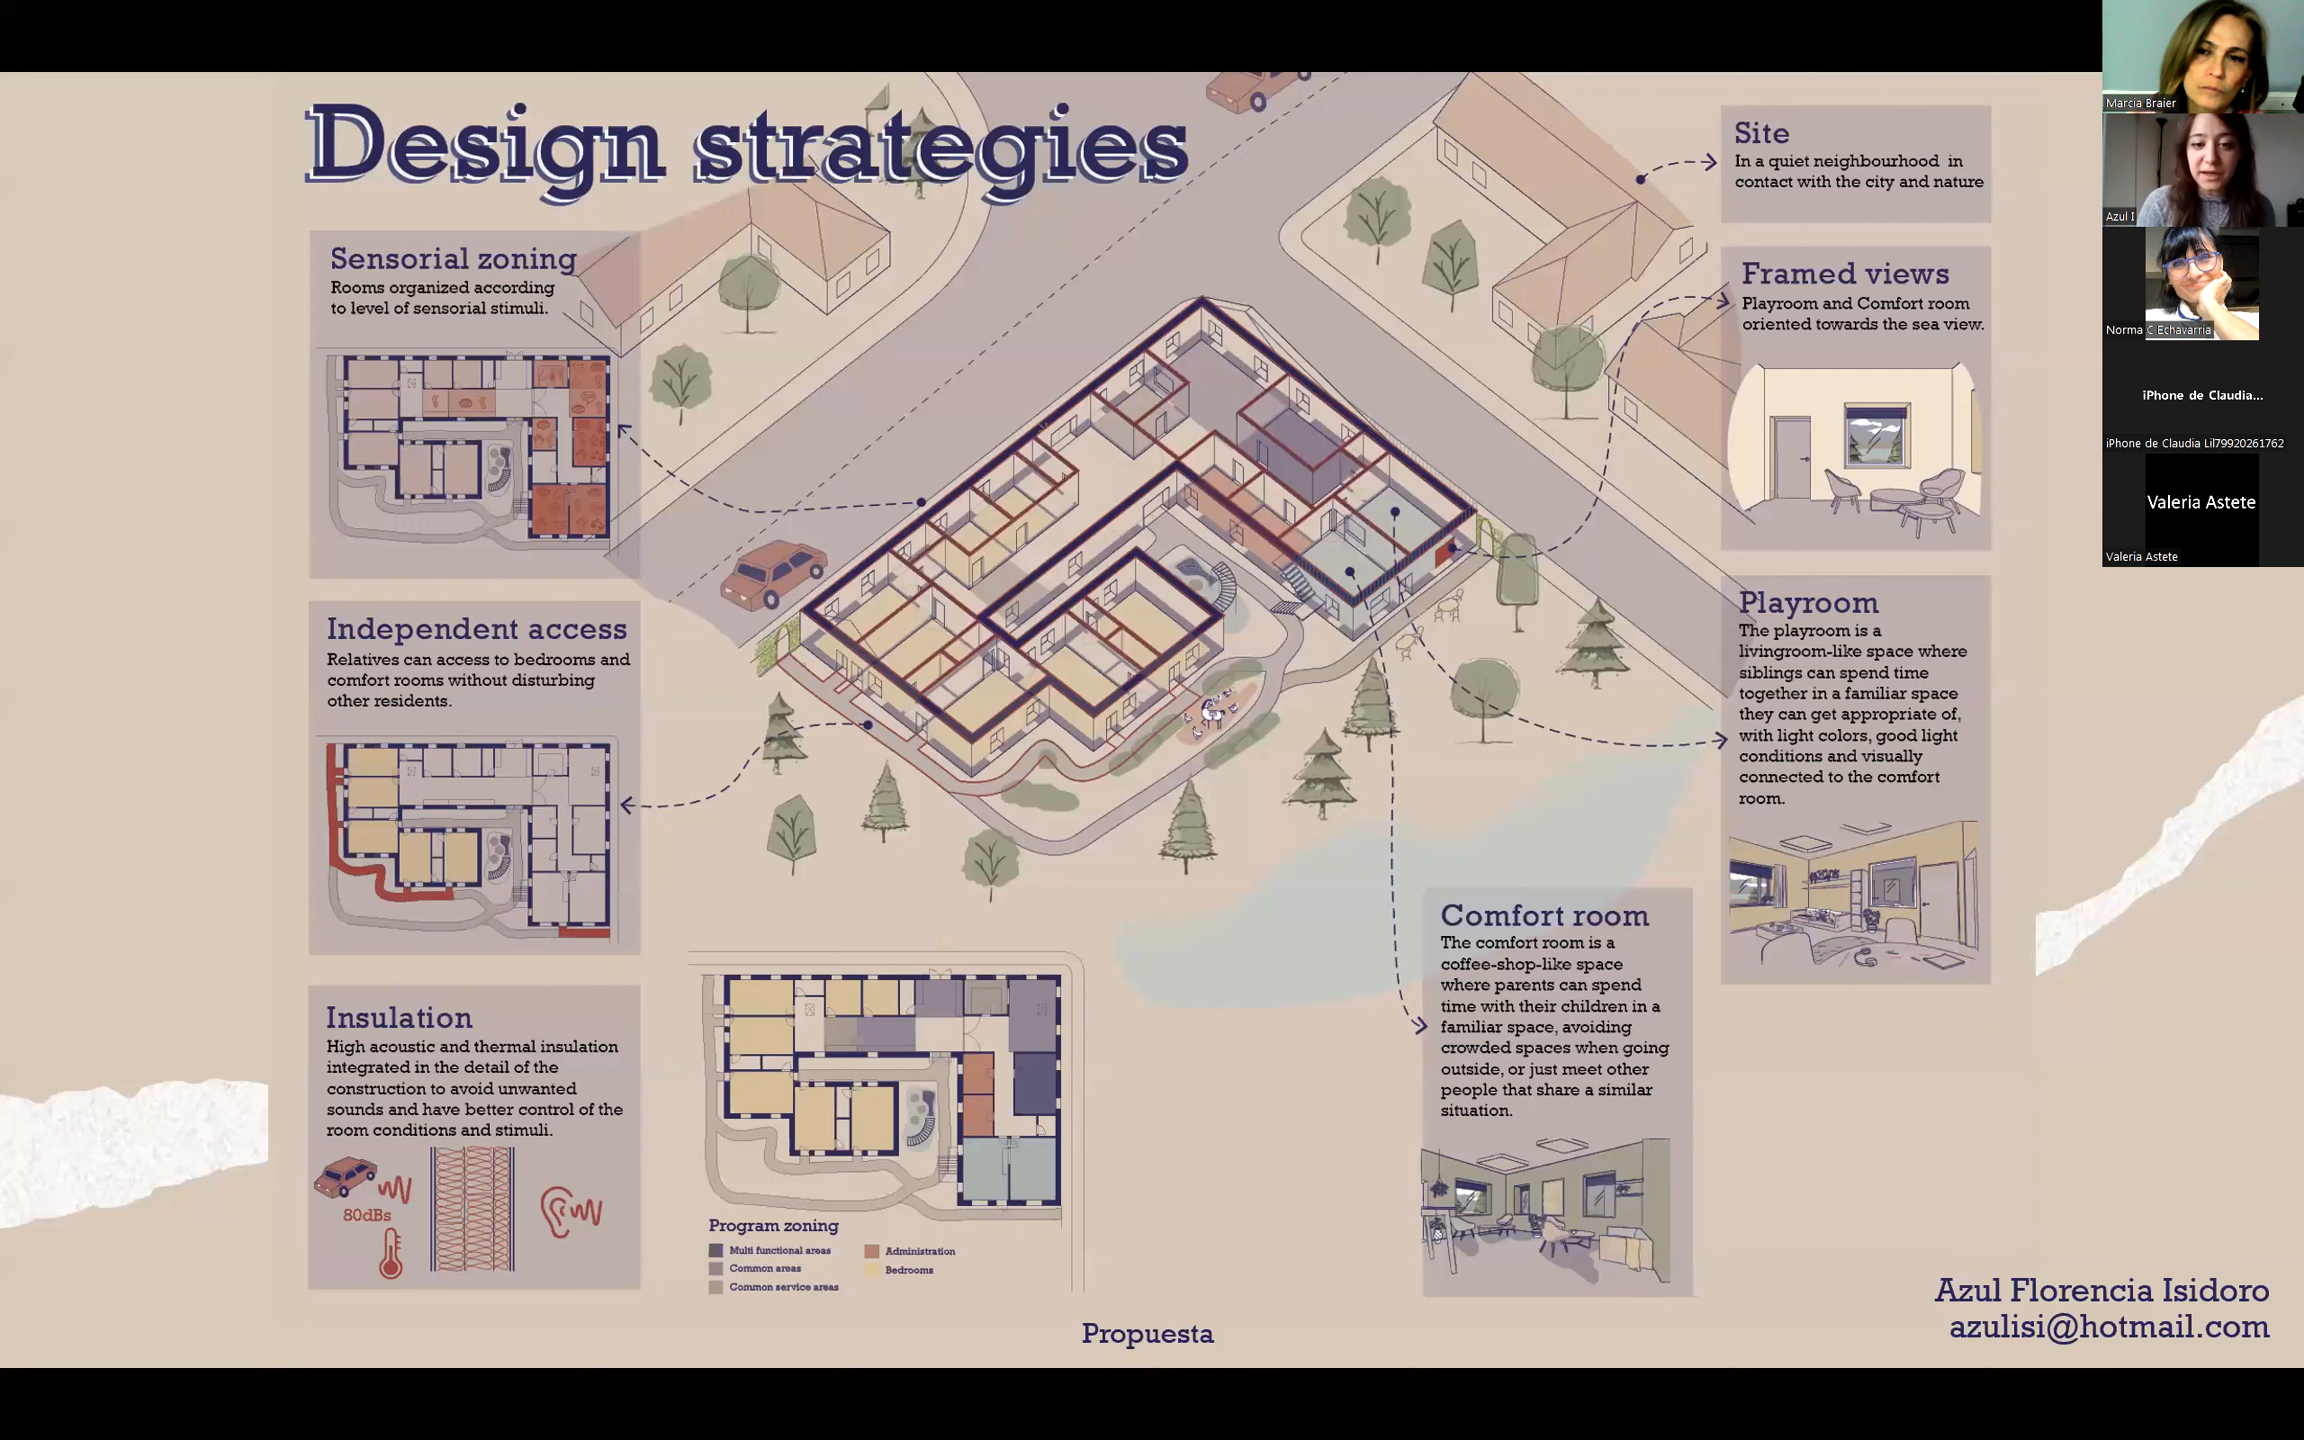 Design strategies
Sensorial zoning
Rooms organized according
to level of sensorial stimuli.
Independent access
Relatives can access to bedrooms and
comfort rooms without disturbing
other residents.
Insulation
High acoustic and thermal insulation
integrated in the detail of the
construction to avoid unwanted
sounds and have better control of the
room conditions and stimuli.
80dBs
Program zoning
Multi functional areas
Common areas
Common service areas
Administration
Bedrooms
Propuesta
Site
In a quiet neighbourhood in
contact with the city and nature
Framed views
Playroom and Comfort room
oriented towards the sea view.
Playroom
The playroom is a
livingroom-like space where
siblings can spend time
together in a familiar space
they can get appropriate of,
with light colors, good light
conditions and visually
connected to the comfort
room.
Comfort room
The comfort room is a
coffee-shop-like space
where parents can spend
time with their children in a
familiar space, avoiding
crowded spaces when going
outside, or just meet other
people that share a similar
situation.
Azul Florencia Isidoro
azulisi@hotmail.com
Marcia Braier
Azul I
Norma C Echavarria
iPhone de Claudia...
iPhone de Claudia Lil79920261762
Valeria Astete
Valeria Astete